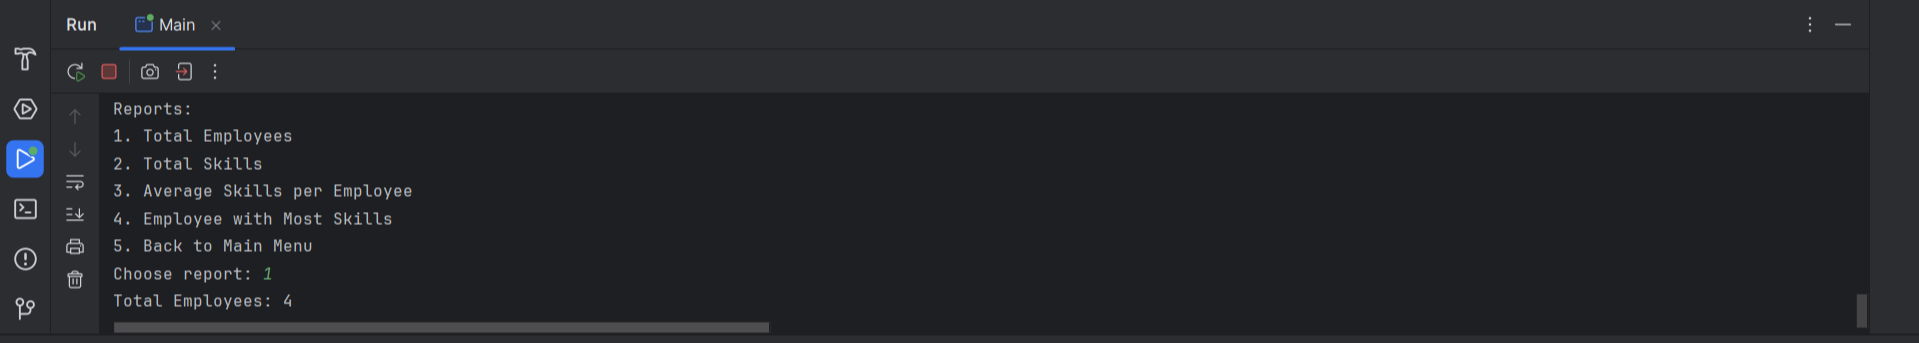 Run Main
Reports:
1. Total Employees
2. Total Skills
3. Average Skills per Employee
4. Employee with Most Skills
5. Back to Main Menu
Choose report: 1
Total Employees: 4